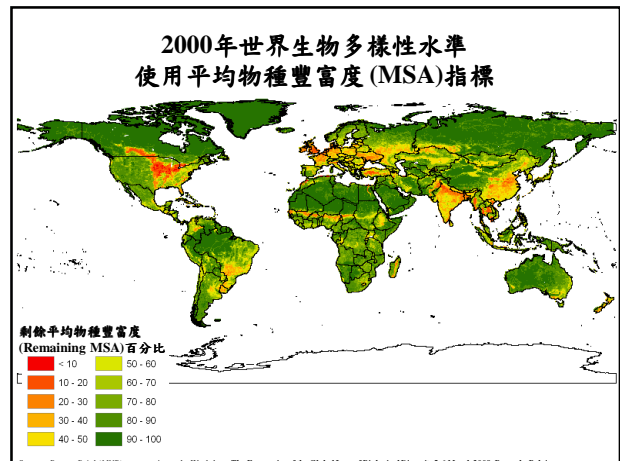 2000年世界生物多樣性水準
使用平均物種豐富度 (MSA)指標
剩餘平均物種豐富度
(Remaining MSA)百分比
< 10
10 - 20
20 - 30
30 - 40
40 - 50
50 - 60
60 - 70
70 - 80
80 - 90
90 - 100